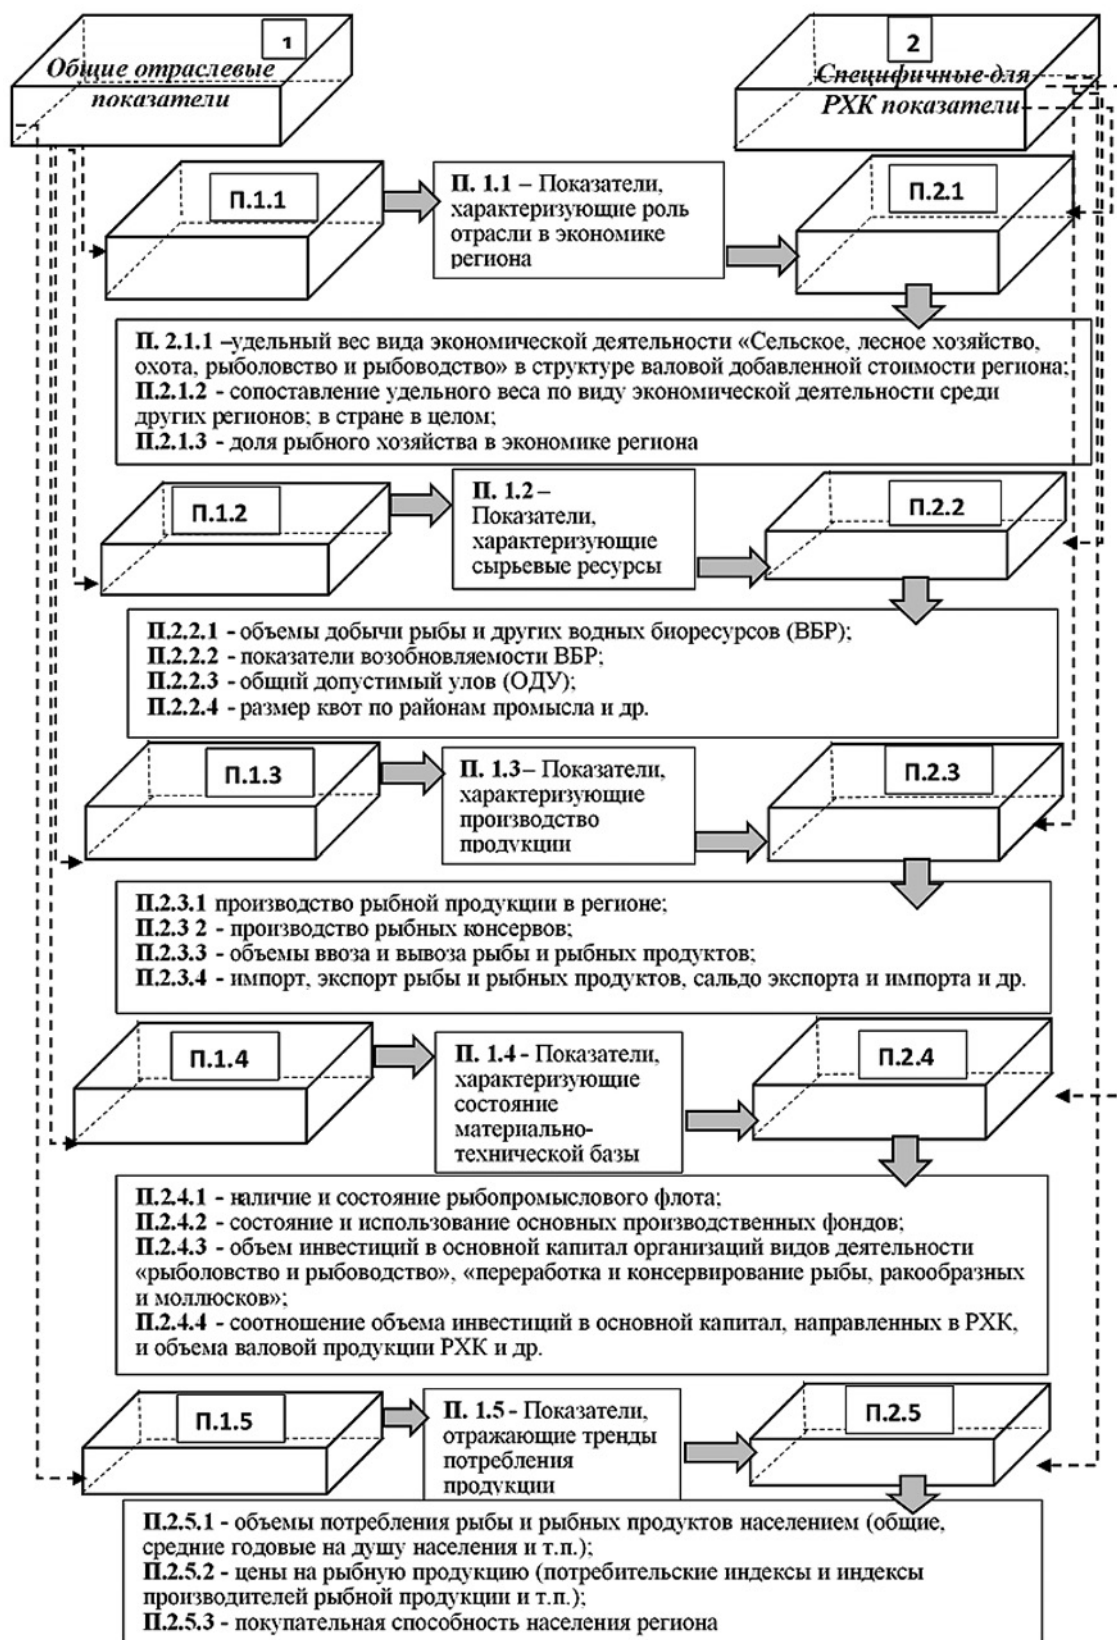 1
Общие отраслевые
показатели
2
Специфичные для
РХК показатели
П.1.1
П. 1.1 – Показатели,
характеризующие роль
отрасли в экономике
региона
П.2.1
П. 2.1.1 –удельный вес вида экономической деятельности «Сельское, лесное хозяйство,
охота, рыболовство и рыбоводство» в структуре валовой добавленной стоимости региона;
П.2.1.2 - сопоставление удельного веса по виду экономической деятельности среди
других регионов; в стране в целом;
П.2.1.3 - доля рыбного хозяйства в экономике региона
П.1.2
П. 1.2 –
Показатели,
характеризующие
сырьевые ресурсы
П.2.2
П.2.2.1 - объемы добычи рыбы и других водных биоресурсов (ВБР);
П.2.2.2 - показатели возобновляемости ВБР;
П.2.2.3 - общий допустимый улов (ОДУ);
П.2.2.4 - размер квот по районам промысла и др.
П.1.3
П. 1.3– Показатели,
характеризующие
производство
продукции
П.2.3
П.2.3.1 производство рыбной продукции в регионе;
П.2.3 2 - производство рыбных консервов;
П.2.3.3 - объемы ввоза и вывоза рыбы и рыбных продуктов;
П.2.3.4 - импорт, экспорт рыбы и рыбных продуктов, сальдо экспорта и импорта и др.
П.1.4
П. 1.4 - Показатели,
характеризующие
состояние
материально-
технической базы
П.2.4
П.2.4.1 - наличие и состояние рыбопромыслового флота;
П.2.4.2 - состояние и использование основных производственных фондов;
П.2.4.3 - объем инвестиций в основной капитал организаций видов деятельности
«рыболовство и рыбоводство», «переработка и консервирование рыбы, ракообразных
и моллюсков»;
П.2.4.4 - соотношение объема инвестиций в основной капитал, направленных в РХК,
и объема валовой продукции РХК и др.
П.1.5
П. 1.5 - Показатели,
отражающие тренды
потребления
продукции
П.2.5
П.2.5.1 - объемы потребления рыбы и рыбных продуктов населением (общие,
средние годовые на душу населения и т.п.);
П.2.5.2 - цены на рыбную продукцию (потребительские индексы и индексы
производителей рыбной продукции и т.п.);
П.2.5.3 - покупательная способность населения региона